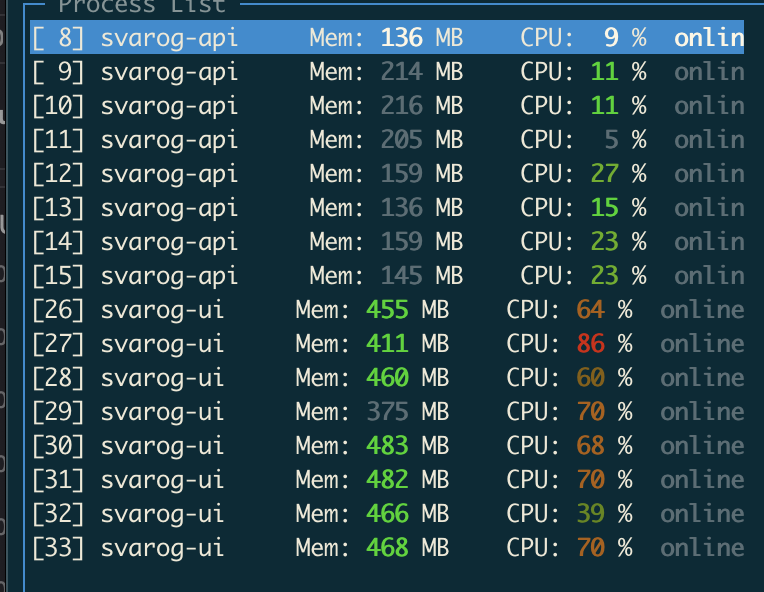 Process List
[ 8] svarog-api Mem: 136 MB CPU: 9 % onlin
[ 9] svarog-api Mem: 214 MB CPU: 11 % onlin
[10] svarog-api Mem: 216 MB CPU: 11 % onlin
[11] svarog-api Mem: 205 MB CPU: 5 % onlin
[12] svarog-api Mem: 159 MB CPU: 27 % onlin
[13] svarog-api Mem: 136 MB CPU: 15 % onlin
[14] svarog-api Mem: 159 MB CPU: 23 % onlin
[15] svarog-api Mem: 145 MB CPU: 23 % onlin
[26] svarog-ui Mem: 455 MB CPU: 64 % online
[27] svarog-ui Mem: 411 MB CPU: 86 % online
[28] svarog-ui Mem: 460 MB CPU: 60 % online
[29] svarog-ui Mem: 375 MB CPU: 70 % online
[30] svarog-ui Mem: 483 MB CPU: 68 % online
[31] svarog-ui Mem: 482 MB CPU: 70 % online
[32] svarog-ui Mem: 466 MB CPU: 39 % online
[33] svarog-ui Mem: 468 MB CPU: 70 % online